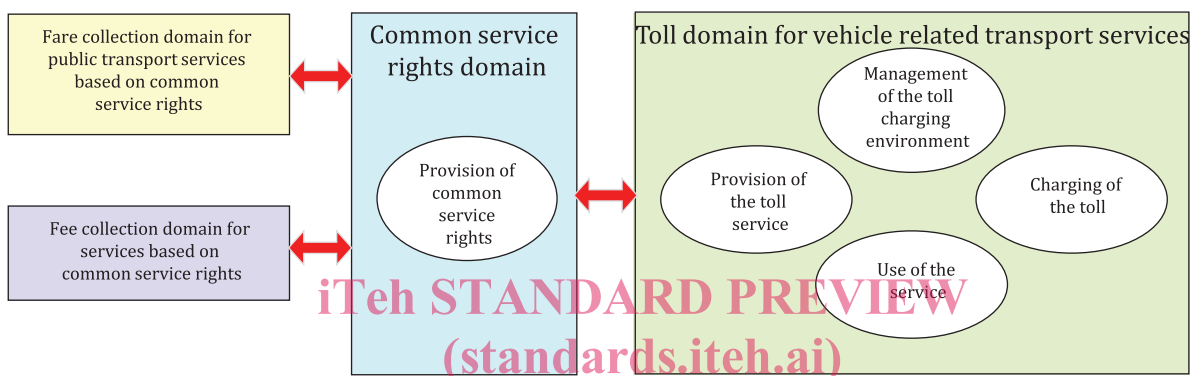 Fare collection domain for
public transport services
based on common
service rights
Fee collection domain for
services based on
common service rights
Common service
rights domain
Provision of
common
service
rights
Toll domain for vehicle related transport services
Management
of the toll
charging
environment
Provision of
the toll
service
Charging of
the toll
Use of the
service
iTeh STANDARD PREVIEW
(standards.iteh.ai)